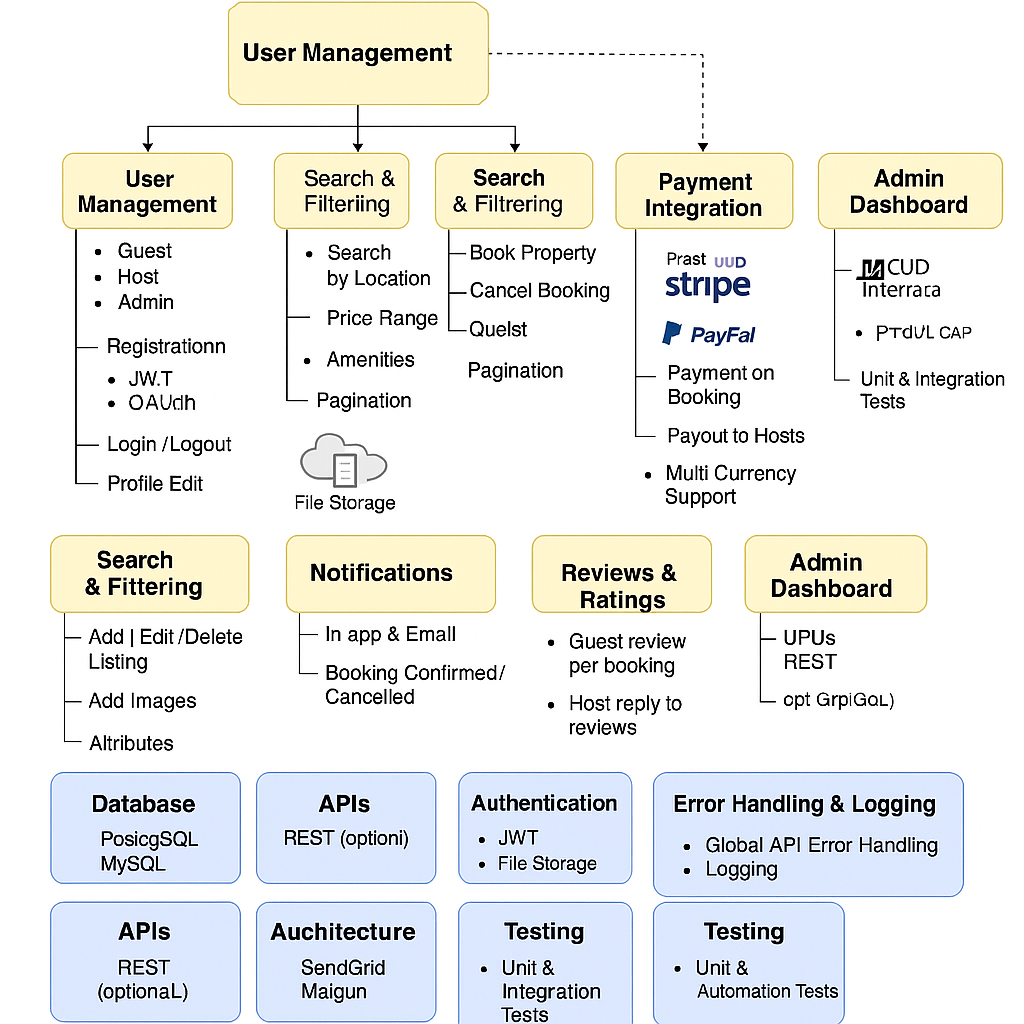 User Management
User
Management
• Guest
• Host
• Admin
Registrationn
• JW.T
• OAUdh
Login /Logout
Profile Edit
Search &
Filteriing
• Search
by Location
Price Range
• Amenities
Pagination
File Storage
Search
& Filtrering
Book Property
Cancel Booking
Quelst
Pagination
Payment
Integration
Prast UUD
stripe
PayFal
Payment on
Booking
Payout to Hosts
• Multi Currency
Support
Admin
Dashboard
CUD
• CAP
Unit & Integration
Tests
Search
& Fittering
Add | Edit /Delete
Listing
Add Images
Altributes
Notifications
In app & Emall
Booking Confirmed/
Cancelled
Reviews &
Ratings
• Guest review
per booking
• Host reply to
reviews
Admin
Dashboard
UPUs
REST
opt
Database
PosicgSQL
MySQL
APIs
REST (optioni)
Authentication
• JWT
• File Storage
Error Handling & Logging
• Global API Error Handling
• Logging
APIs
REST
(optionaL)
Auchitecture
SendGrid
Maigun
Testing
• Unit &
Integration
Tests
Testing
• Unit &
Automation Tests